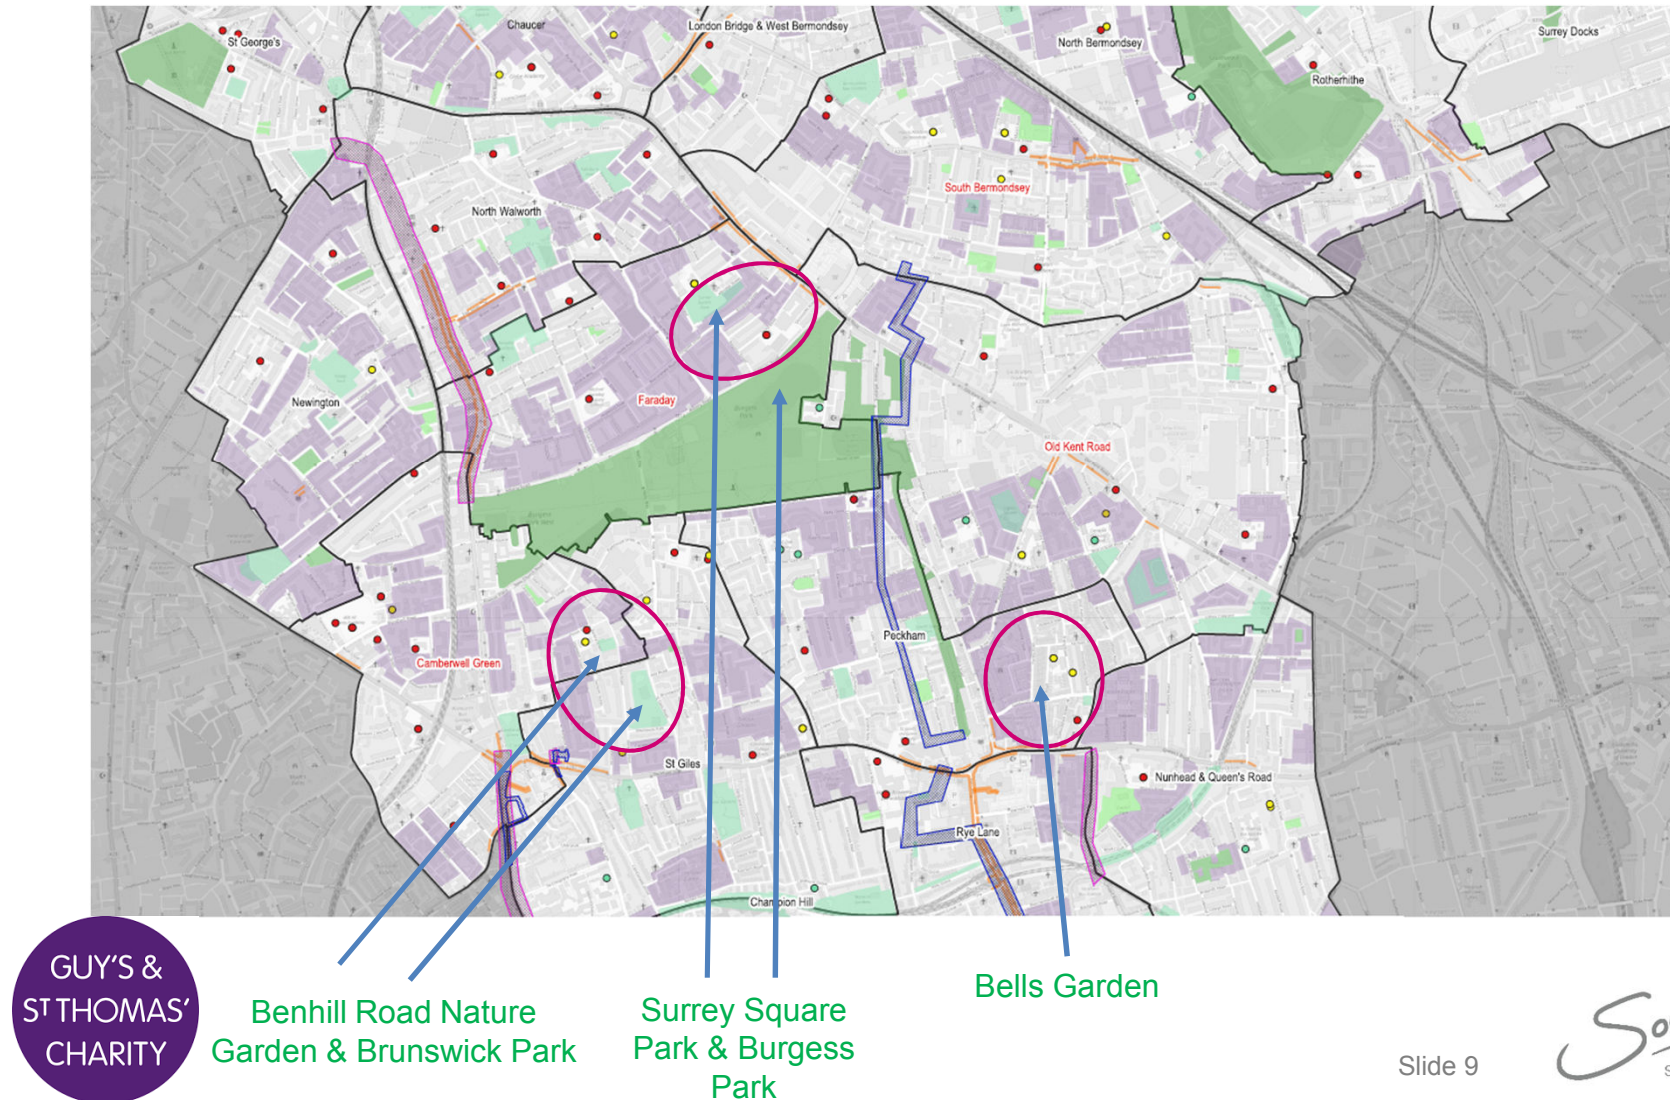 St George's
Chaucer
London Bridge & West Bermondsey
North Bermondsey
Surrey Docks
Rotherhithe
South Bermondsey
North Walworth
Newington
Faraday
Old Kent Road
Peckham
Camberwell Green
St Giles
Nunhead & Queen's Road
Rye Lane
Champion Hill
GUY'S &
ST THOMAS'
CHARITY
Benhill Road Nature
Garden & Brunswick Park
Surrey Square
Park & Burgess
Park
Bells Garden
Slide 9